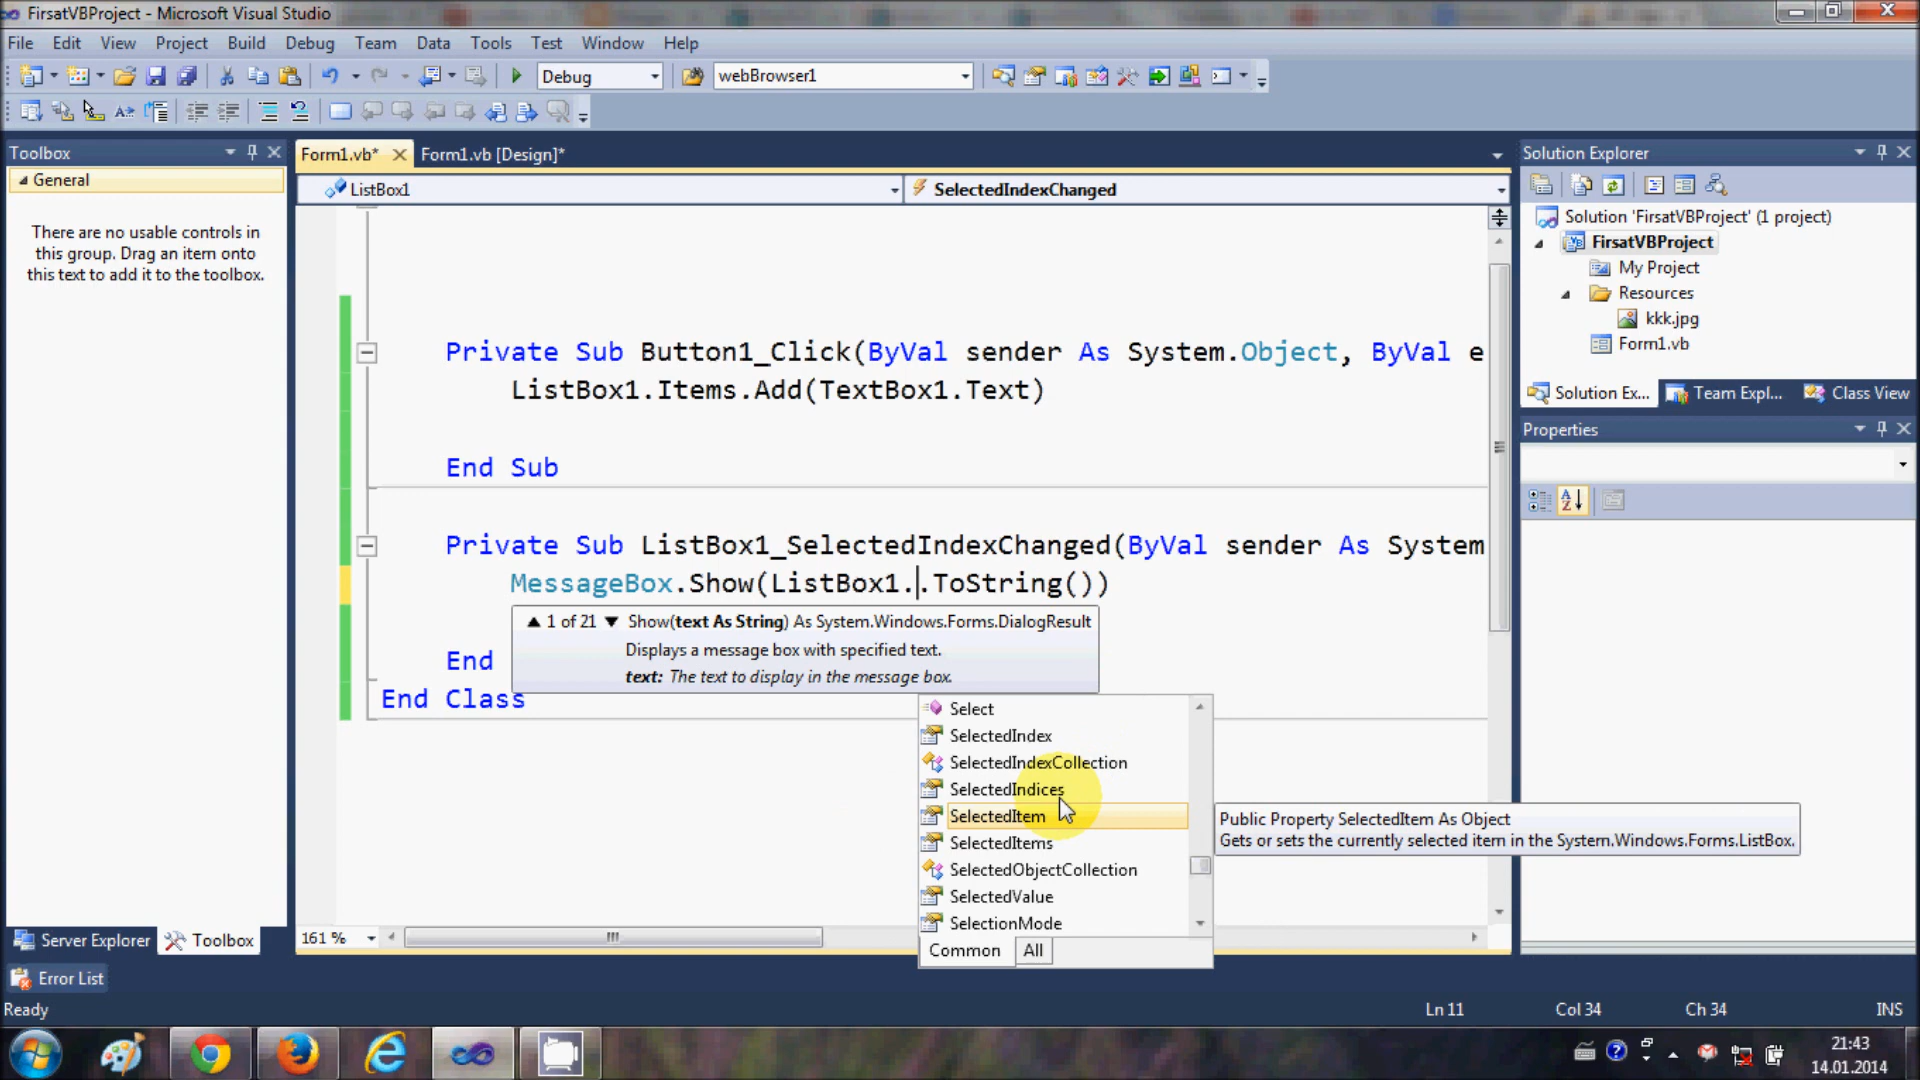 FirsatVBProject - Microsoft Visual Studio
File Edit View Project Build Debug Team Data Tools Test Window Help
Debug webBrowser1
Toolbox
General
There are no usable controls in
this group. Drag an item onto
this text to add it to the toolbox.
Server Explorer Toolbox
Form1.vb* Form1.vb [Design]*
ListBox1 SelectedIndexChanged
Private Sub Button1_Click(ByVal sender As System.Object, ByVal e
ListBox1.Items.Add(TextBox1.Text)
End Sub
Private Sub ListBox1_SelectedIndexChanged(ByVal sender As System
MessageBox.Show(ListBox1..ToString())
1 of 21 Show(text As String) As System.Windows.Forms.DialogResult
Displays a message box with specified text.
text: The text to display in the message box.
End
End Class
Select
SelectedIndex
SelectedIndexCollection
SelectedIndices
SelectedItem
SelectedItems
SelectedObjectCollection
SelectedValue
SelectionMode
Common All
Public Property SelectedItem As Object
Gets or sets the currently selected item in the System.Windows.Forms.ListBox.
161 %
Solution Explorer
Solution 'FirsatVBProject' (1 project)
FirsatVBProject
My Project
Resources
kkk.jpg
Form1.vb
Solution Ex... Team Expl... Class View
Properties
Error List
Ready Ln 11 Col 34 Ch 34 INS
21:43
14.01.2014